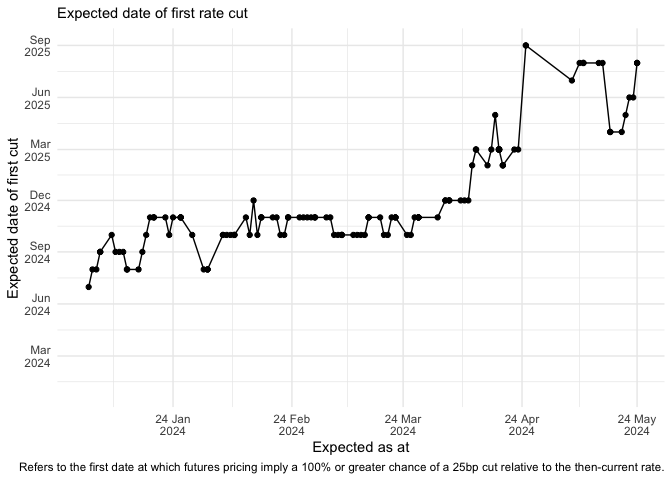 Expected date of first rate cut
Expected date of first cut
Sep
2025
Jun
2025
Mar
2025
Dec
2024
Sep
2024
Jun
2024
Mar
2024
24 Jan
2024
24 Feb
2024
24 Mar
2024
24 Apr
2024
24 May
2024
Expected as at
Refers to the first date at which futures pricing imply a 100% or greater chance of a 25bp cut relative to the then-current rate.